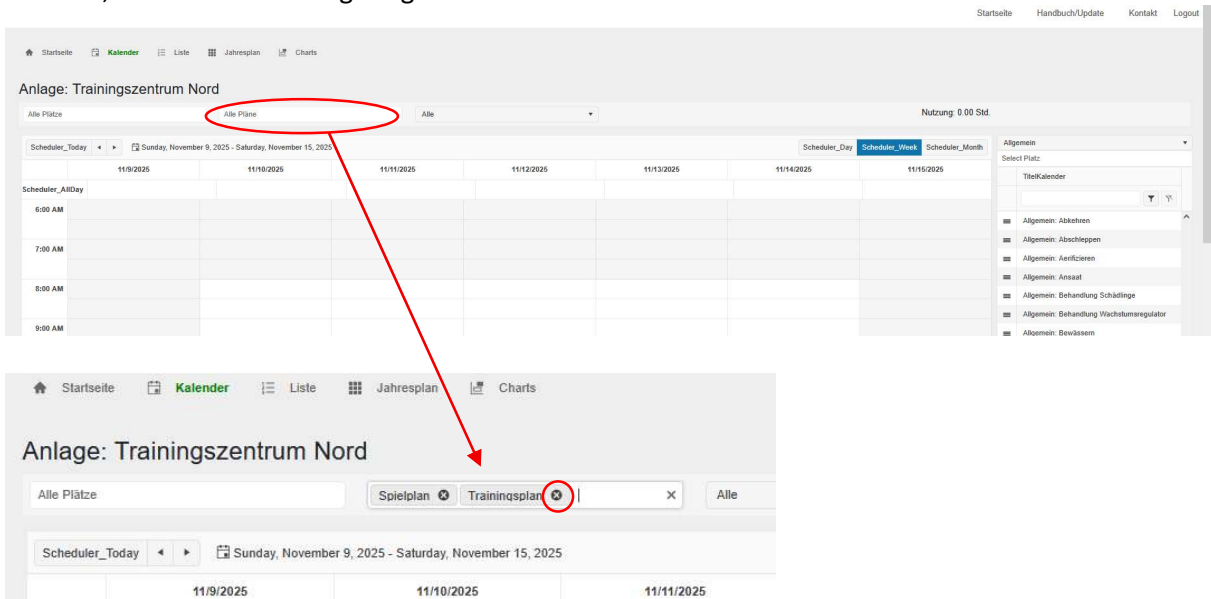 Startseite Handbuch/Update Kontakt Logout
Startseite Kalender Liste Jahresplan Charts
Anlage: Trainingszentrum Nord
Alle Plätze Alle Pläne Alle Nutzung: 0.00 Std.
Scheduler_Today Sunday, November 9, 2025 - Saturday, November 15, 2025 Scheduler_Day Scheduler_Week Scheduler_Month Allgemein
Select Platz
11/9/2025 11/10/2025 11/11/2025 11/12/2025 11/13/2025 11/14/2025 11/15/2025
TitelKalender
Scheduler_AllDay
6:00 AM
Allgemein: Abkehren
Allgemein: Abschleppen
7:00 AM
Allgemein: Aerifizieren
Allgemein: Ansaat
8:00 AM
Allgemein: Behandlung Schädlinge
Allgemein: Behandlung Wachstumsregulator
9:00 AM
Allgemein: Bewässern
Startseite Kalender Liste Jahresplan Charts
Anlage: Trainingszentrum Nord
Alle Plätze Spielplan Trainingsplan Alle
Scheduler_Today Sunday, November 9, 2025 - Saturday, November 15, 2025
11/9/2025 11/10/2025 11/11/2025